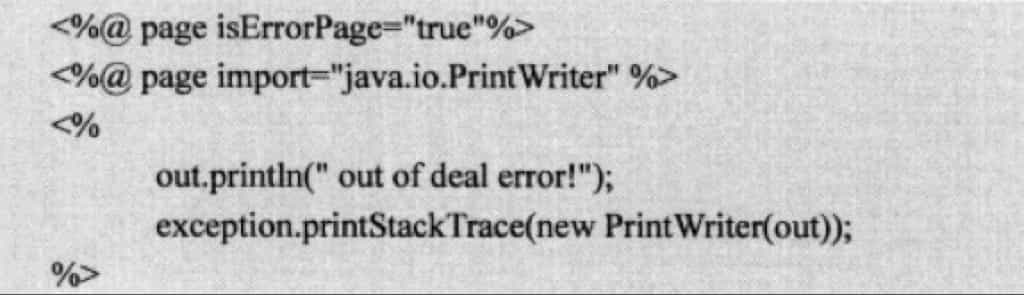 <%@ page isErrorPage="true"%>
<%@ page import="java.io.PrintWriter" %>
<%
out.println(" out of deal error!");
exception.printStackTrace(new PrintWriter(out));
%>